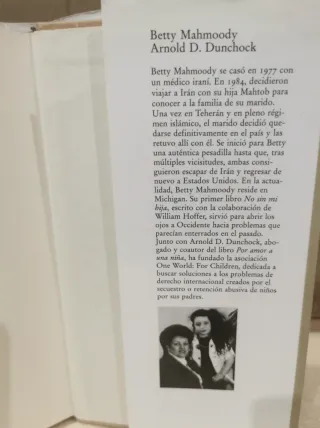 Betty Mahmoody
Arnold D. Dunchock
Betty Mahmoody se casó en 1977 con
un médico iraní. En 1984, decidieron
viajar a Irán con su hija Mahtob para
conocer a la familia de su marido.
Una vez en Teherán y en pleno régi-
men islámico, el marido decidió que-
darse definitivamente en el país y las
retuvo allí con él. Se inició para Betty
una auténtica pesadilla hasta que, tras
múltiples vicisitudes, ambas consi-
guieron escapar de Irán y regresar de
nuevo a Estados Unidos. En la actua-
lidad, Betty Mahmoody reside en
Michigan. Su primer libro No sin mi
hija, escrito con la colaboración de
William Hoffer, sirvió para abrir los
ojos a Occidente hacia problemas que
parecían enterrados en el pasado.
Junto con Arnold D. Dunchock, abo-
gado y coautor del libro Por amor a
una niña, ha fundado la asociación
One World: For Children, dedicada a
buscar soluciones a los problemas de
derecho internacional creados por el
secuestro o retención abusiva de niños
por sus padres.